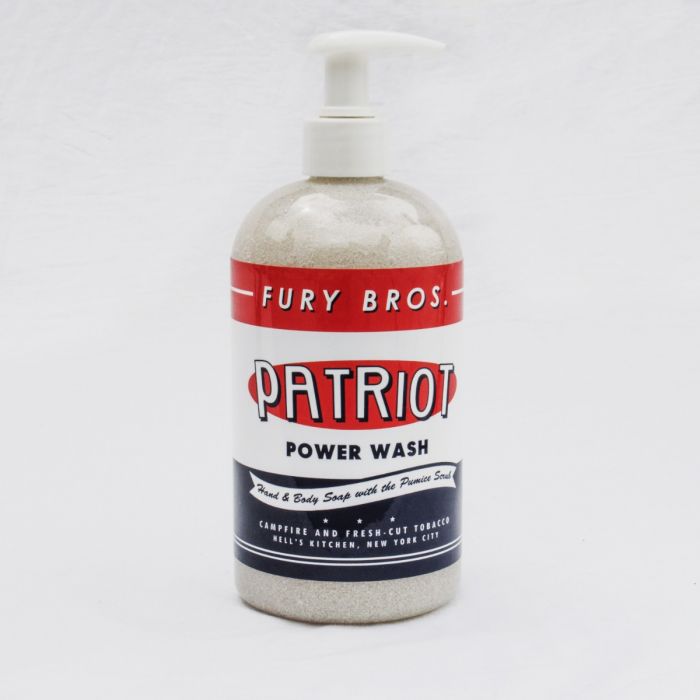 FURY BROS.
PATRIOT
POWER WASH
Hand & Body Soap with the Pumice Scrub
CAMPFIRE AND FRESH-CUT TOBACCO
HELL'S KITCHEN, NEW YORK CITY